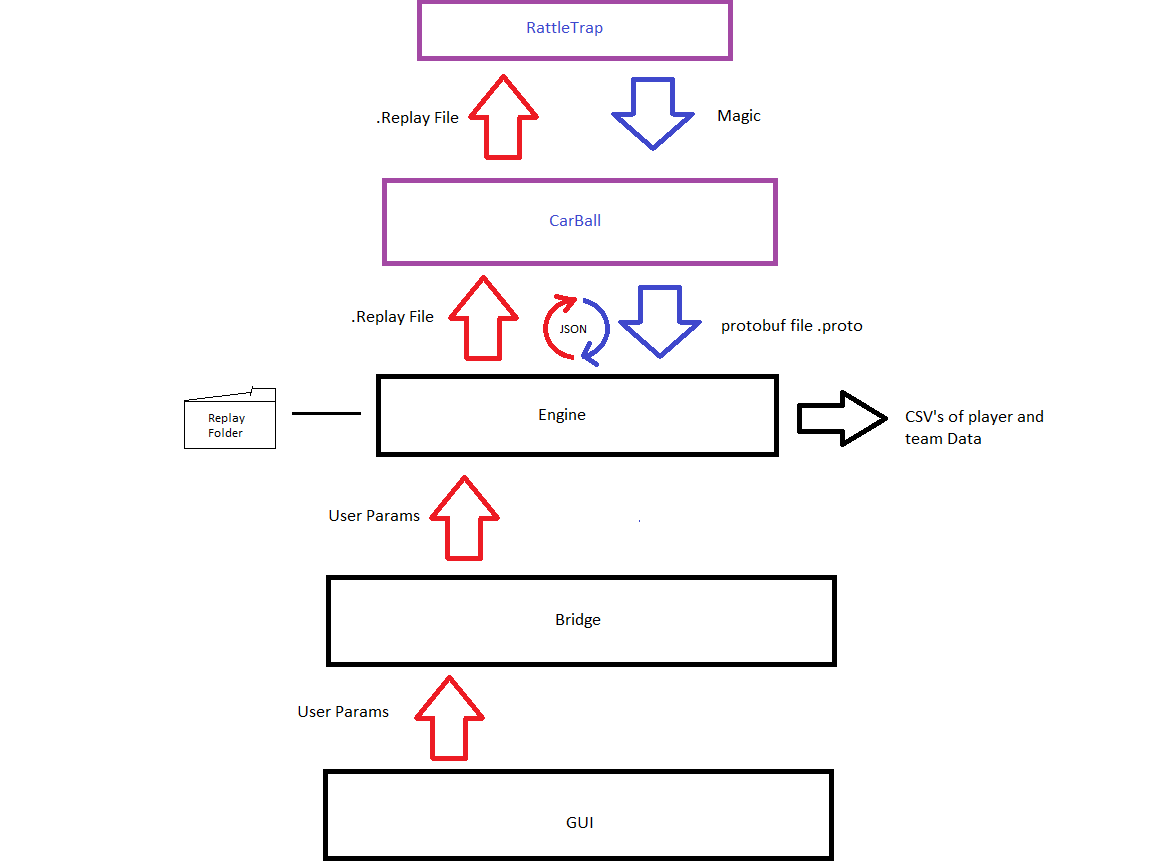 RattleTrap
.Replay File
Magic
CarBall
.Replay File
JSON
protobuf file .proto
Replay
Folder
Engine
CSV's of player and
team Data
User Params
Bridge
User Params
GUI